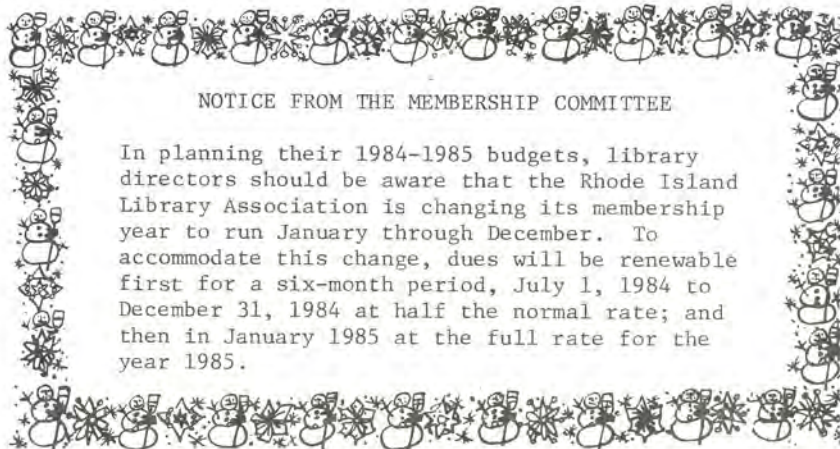 NOTICE FROM THE MEMBERSHIP COMMITTEE
In planning their 1984-1985 budgets, library
directors should be aware that the Rhode Island
Library Association is changing its membership
year to run January through December. To
accommodate this change, dues will be renewable
first for a six-month period, July 1, 1984 to
December 31, 1984 at half the normal rate; and
then in January 1985 at the full rate for the
year 1985.